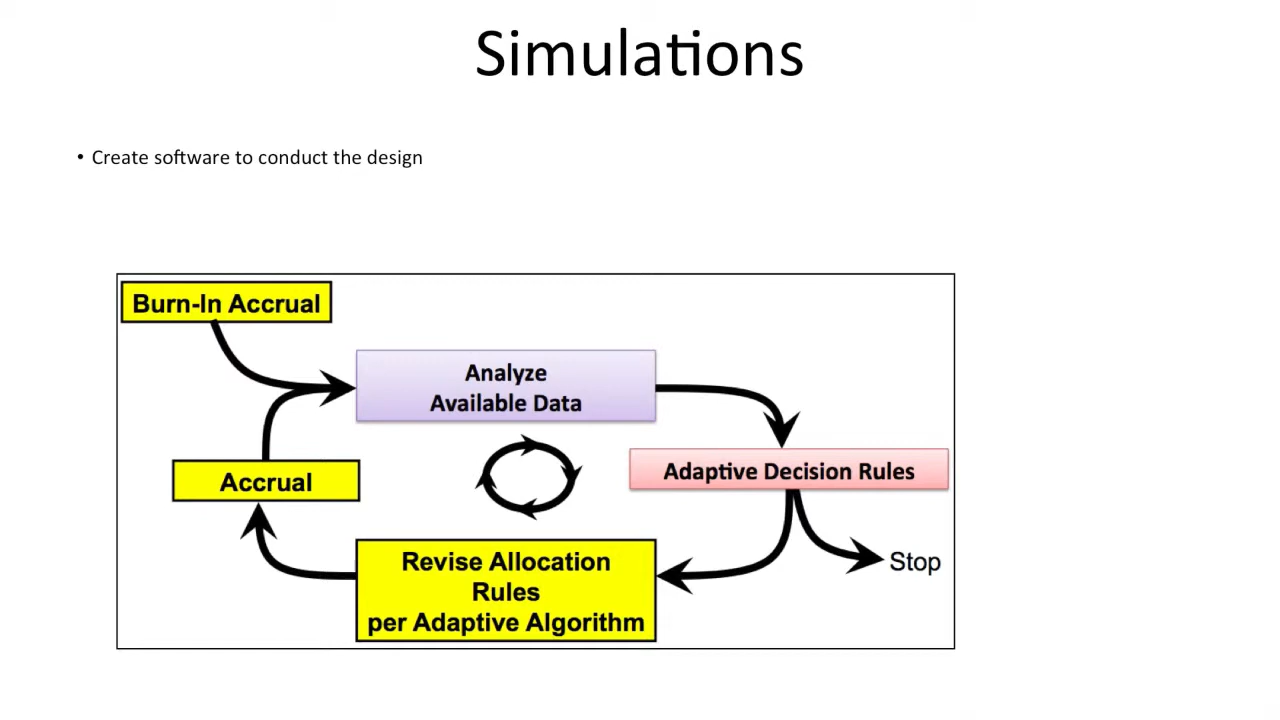 Simulations
• Create software to conduct the design
Burn-In Accrual
Analyze
Available Data
Adaptive Decision Rules
Accrual
Stop
Revise Allocation
Rules
per Adaptive Algorithm